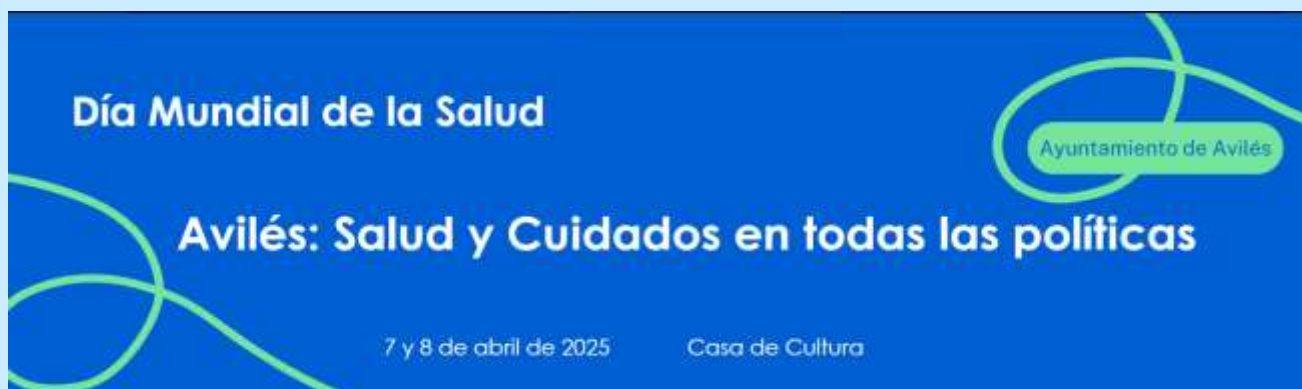 Día Mundial de la Salud
Ayuntamiento de Avilés
Avilés: Salud y Cuidados en todas las políticas
7 y 8 de abril de 2025 Casa de Cultura